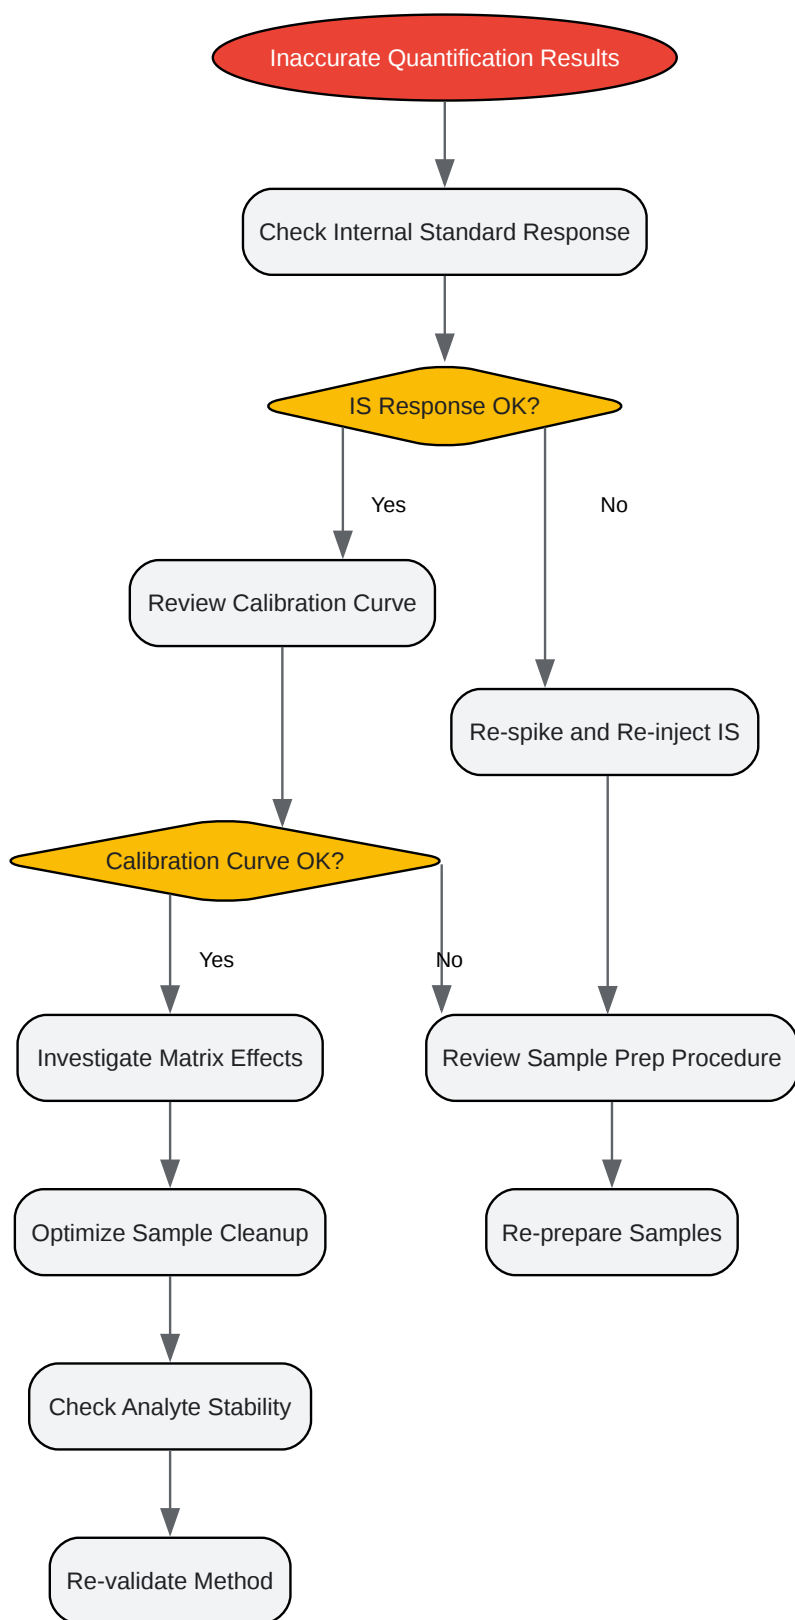 Inaccurate Quantification Results
Check Internal Standard Response
IS Response OK?
Yes
No
Review Calibration Curve
Re-spike and Re-inject IS
Calibration Curve OK?
Yes
No
Investigate Matrix Effects
Review Sample Prep Procedure
Optimize Sample Cleanup
Re-prepare Samples
Check Analyte Stability
Re-validate Method